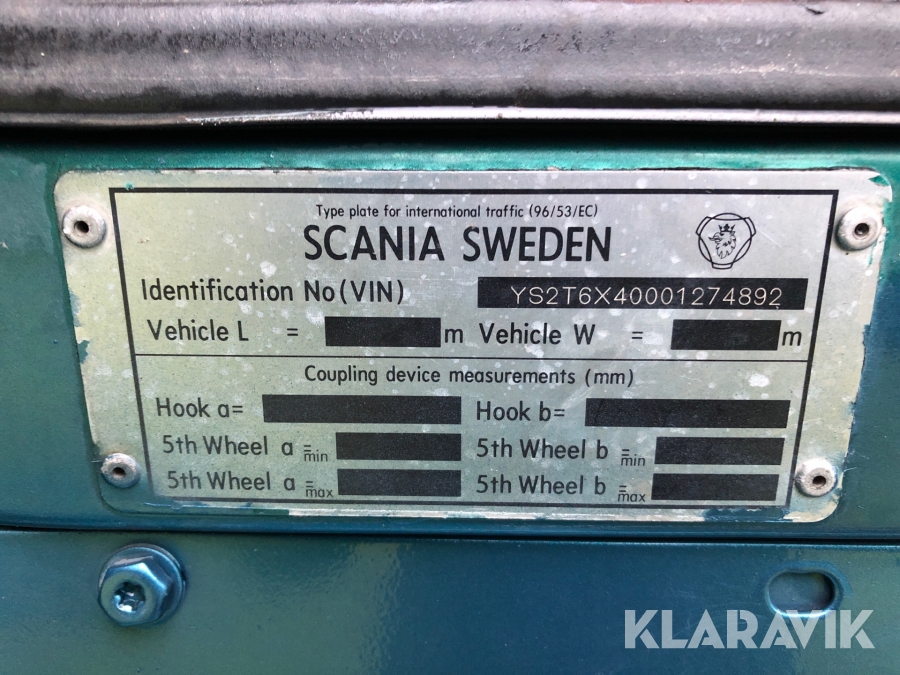 Type plate for international traffic (96/53/EC)
SCANIA SWEDEN
Identification No (VIN) YS2T6X40001274892
Vehicle L = m Vehicle W = m
Coupling device measurements (mm)
Hook a= Hook b=
5th Wheel a = min 5th Wheel b = min
5th Wheel a = max 5th Wheel b = max
KLARAVIK